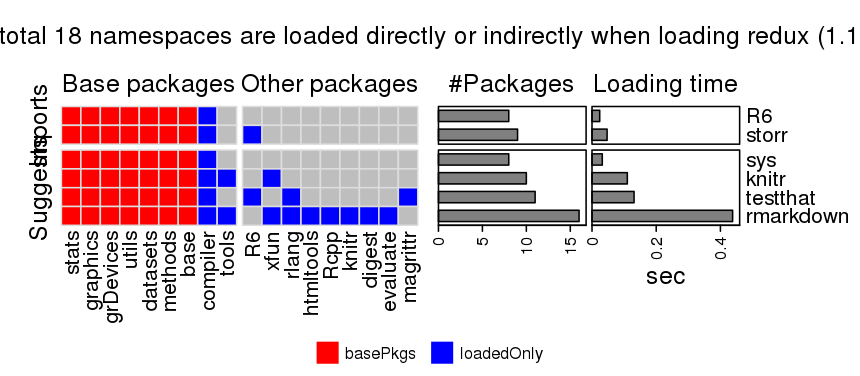 total 18 namespaces are loaded directly or indirectly when loading redux (1.1
Base packages Other packages #Packages Loading time
Imports
R6
storr
Suggests
sys
knitr
testthat
rmarkdown
stats
graphics
grDevices
utils
datasets
methods
base
compiler
tools
R6
xfun
rlang
htmltools
Rcpp
knitr
digest
evaluate
magrittr
0 5 10 15
0 0.2 0.4
sec
basePkgs loadedOnly